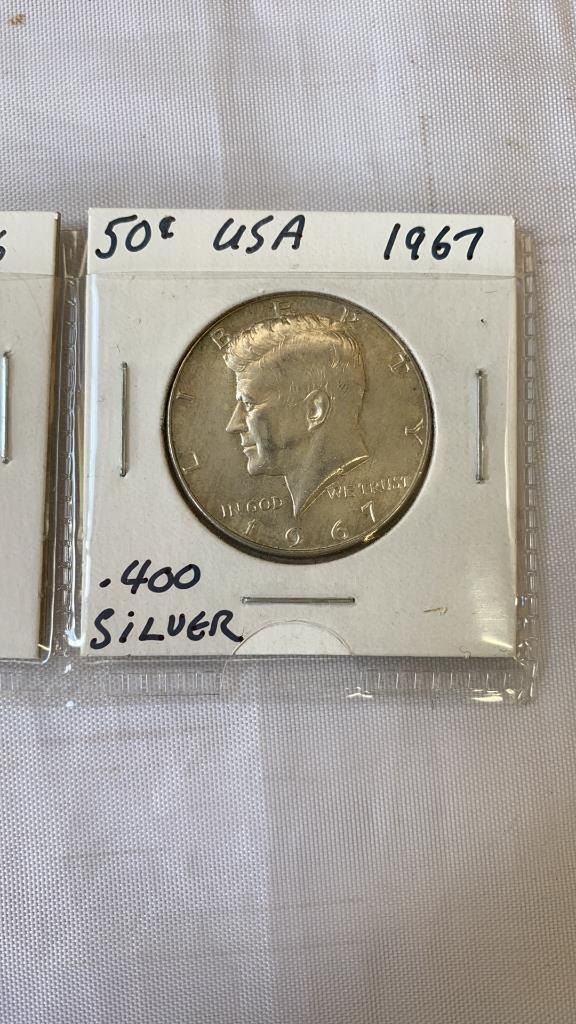 50¢ USA 1967
LIBERTY
IN GOD WE TRUST
1967
.400
SILVER